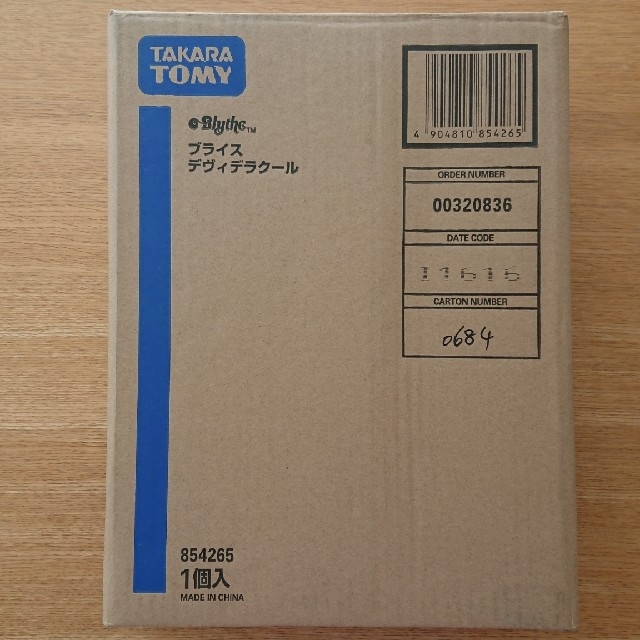 TAKARA
TOMY
Blythe™
ブライス
デヴィデラクール
4 904810 854265
ORDER NUMBER
00320836
DATE CODE
11615
CARTON NUMBER
0684
854265
1個入
MADE IN CHINA